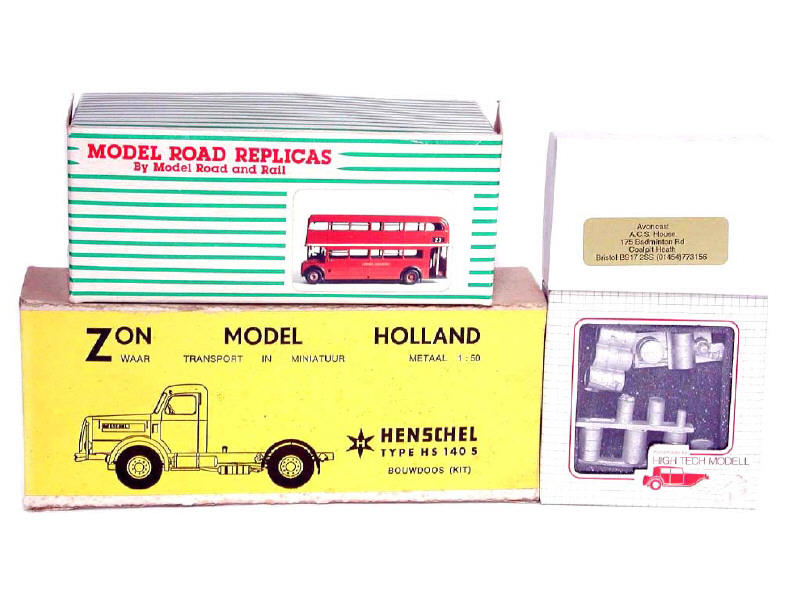 MODEL ROAD REPLICAS
By Model Road and Rail
ZON MODEL HOLLAND
WAAR TRANSPORT IN MINIATUUR METAAL 1:50
HENSCHEL
HENSCHEL
TYPE HS 140 S
BOUWDOOS (KIT)
Avoncast
A.C.S. House
175 Badminton Rd
Coalpit Heath
Bristol BS17 2SS (01454)773156
HIGH TECH MODELL